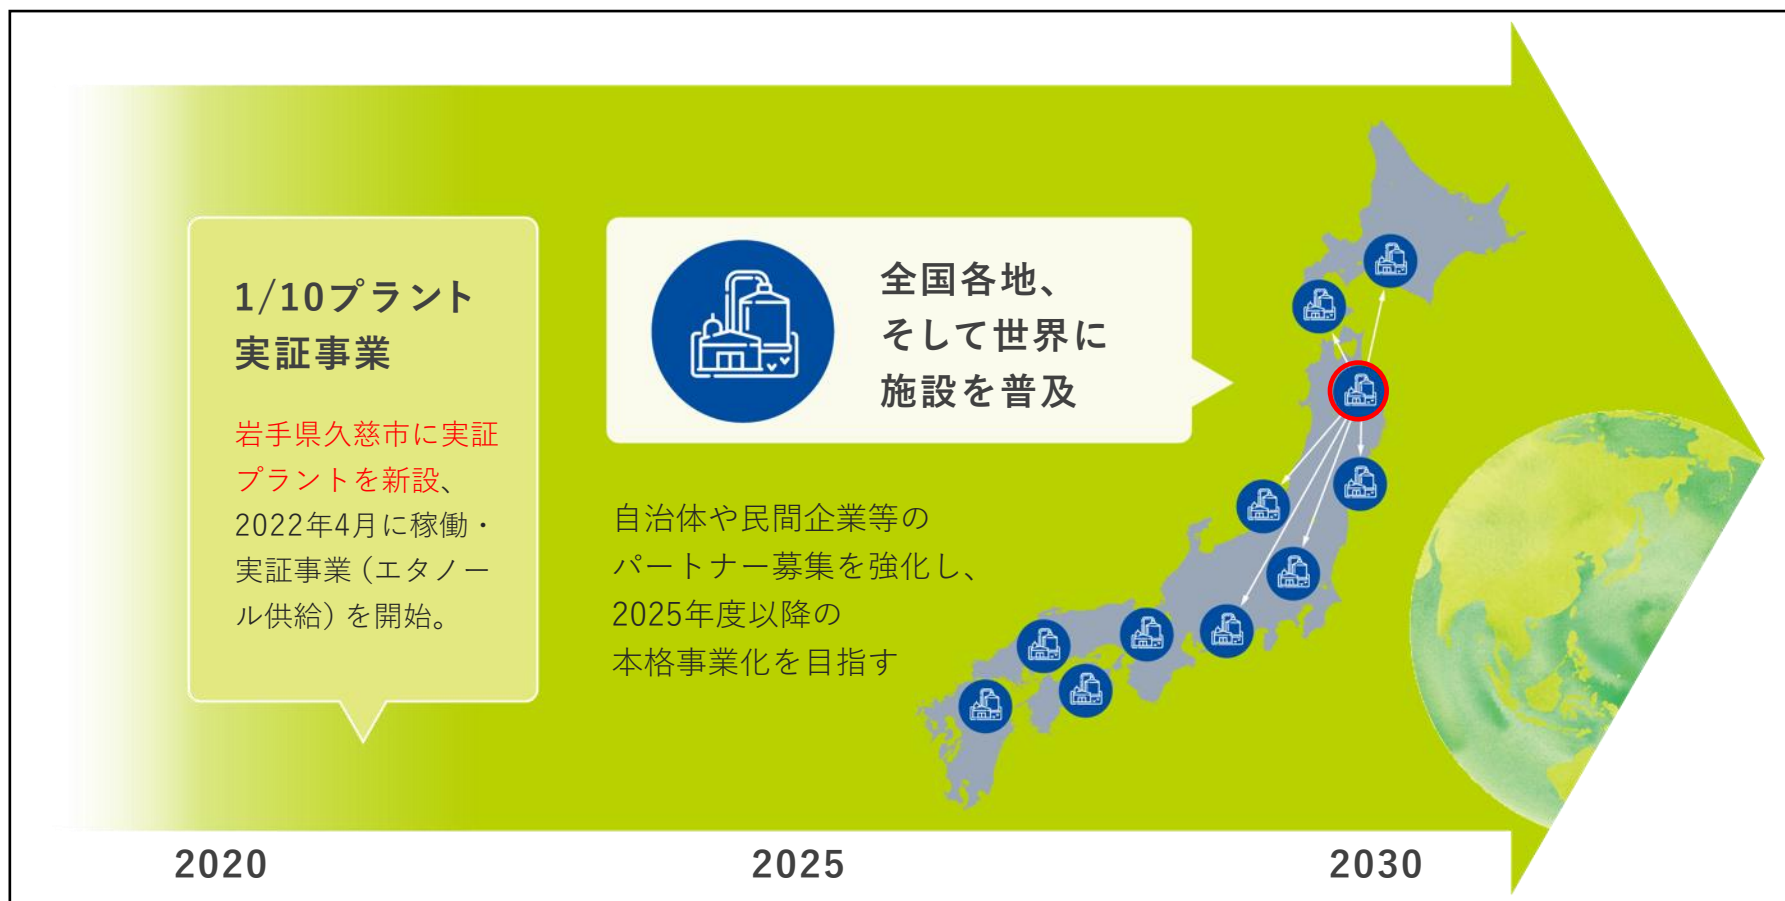 1/10プラント
実証事業
岩手県久慈市に実証
プラントを新設、
2022年4月に稼働・
実証事業（エタノー
ル供給）を開始。
全国各地、
そして世界に
施設を普及
自治体や民間企業等の
パートナー募集を強化し、
2025年度以降の
本格事業化を目指す
2020
2025
2030